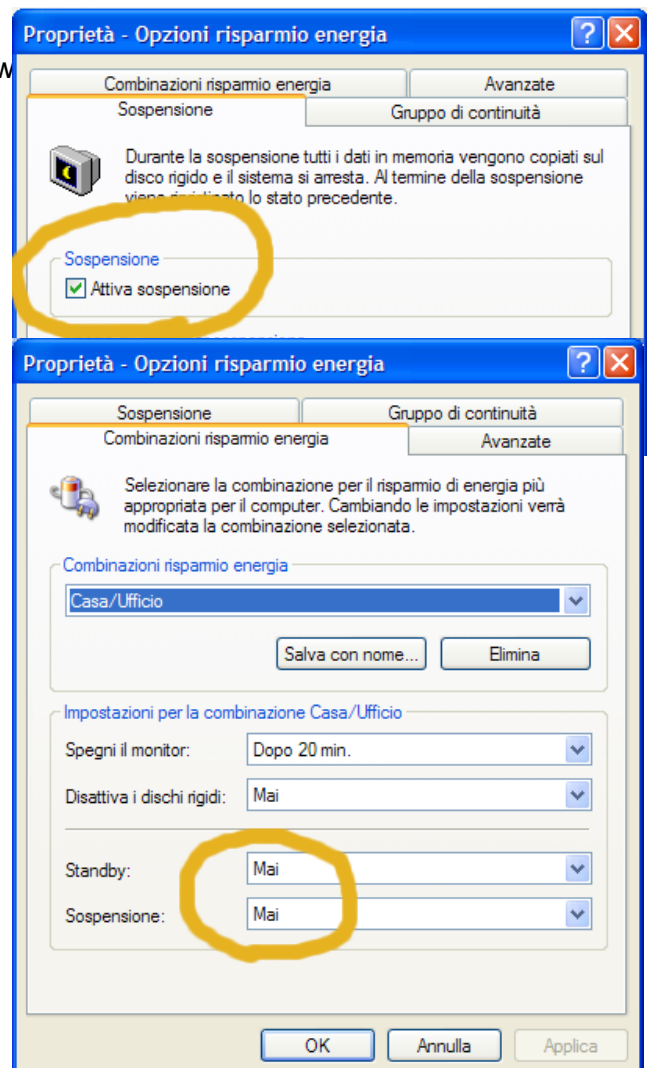 Proprietà - Opzioni risparmio energia
w
Combinazioni risparmio energia Avanzate
Sospensione Gruppo di continuità
Durante la sospensione tutti i dati in memoria vengono copiati sul
disco rigido e il sistema si arresta. Al termine della sospensione
viene ripristinato lo stato precedente.
Sospensione
Attiva sospensione
Proprietà - Opzioni risparmio energia
Sospensione Gruppo di continuità
Combinazioni risparmio energia Avanzate
Selezionare la combinazione per il risparmio di energia più
appropriata per il computer. Cambiando le impostazioni verrà
modificata la combinazione selezionata.
Combinazioni risparmio energia
Casa/Ufficio
Salva con nome... Elimina
Impostazioni per la combinazione Casa/Ufficio
Spegni il monitor: Dopo 20 min.
Disattiva i dischi rigidi: Mai
Standby: Mai
Sospensione: Mai
OK Annulla Applica